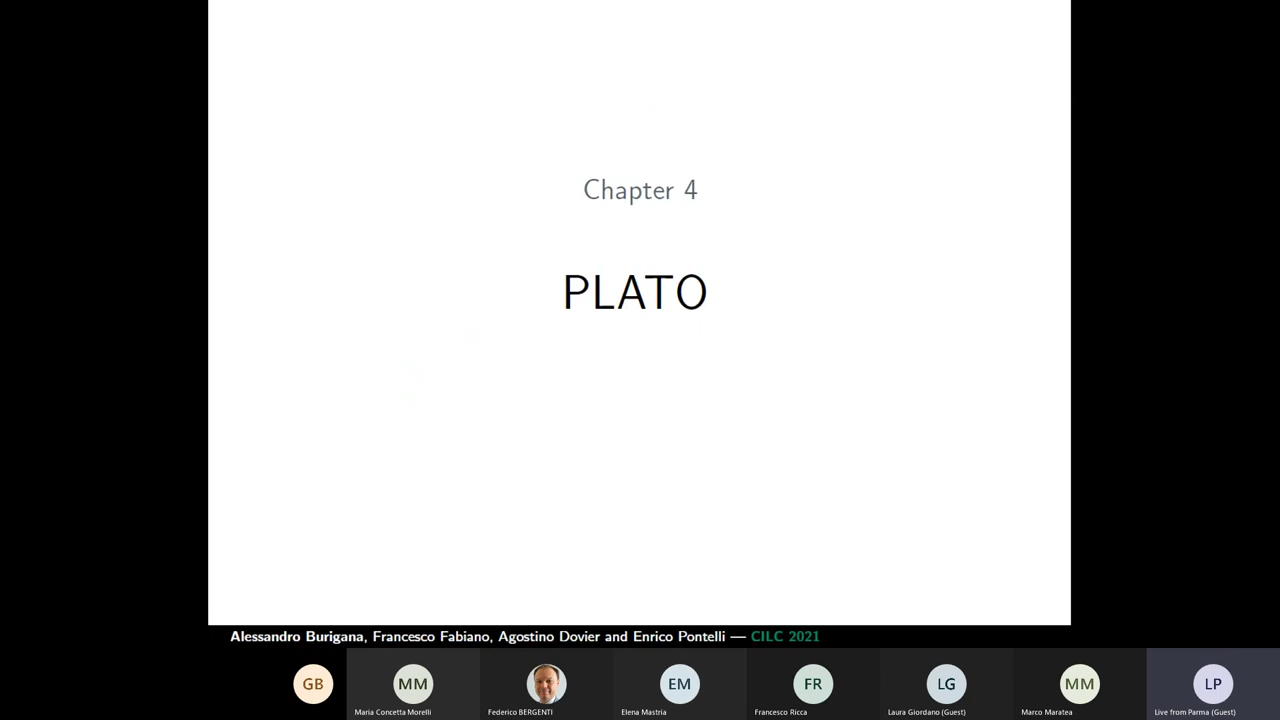 Chapter 4
PLATO
Alessandro Burigana, Francesco Fabiano, Agostino Dovier and Enrico Pontelli — CILC 2021
GB
MM
EM
FR
LG
MM
LP
Maria Concetta Morelli
Federico BERGENTI
Elena Mastria
Francesco Ricca
Laura Giordano (Guest)
Marco Maratea
Live from Parma (Guest)